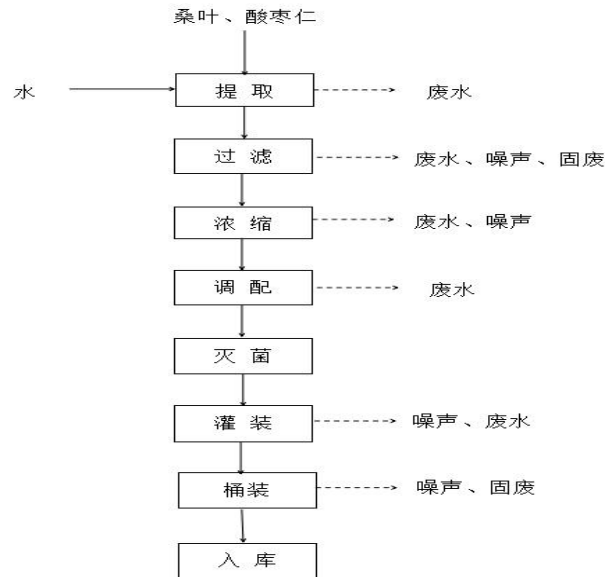 桑叶、酸枣仁
水
提 取
废水
过 滤
废水、噪声、固废
浓 缩
废水、噪声
调 配
废水
灭 菌
灌 装
噪声、废水
桶装
噪声、固废
入 库